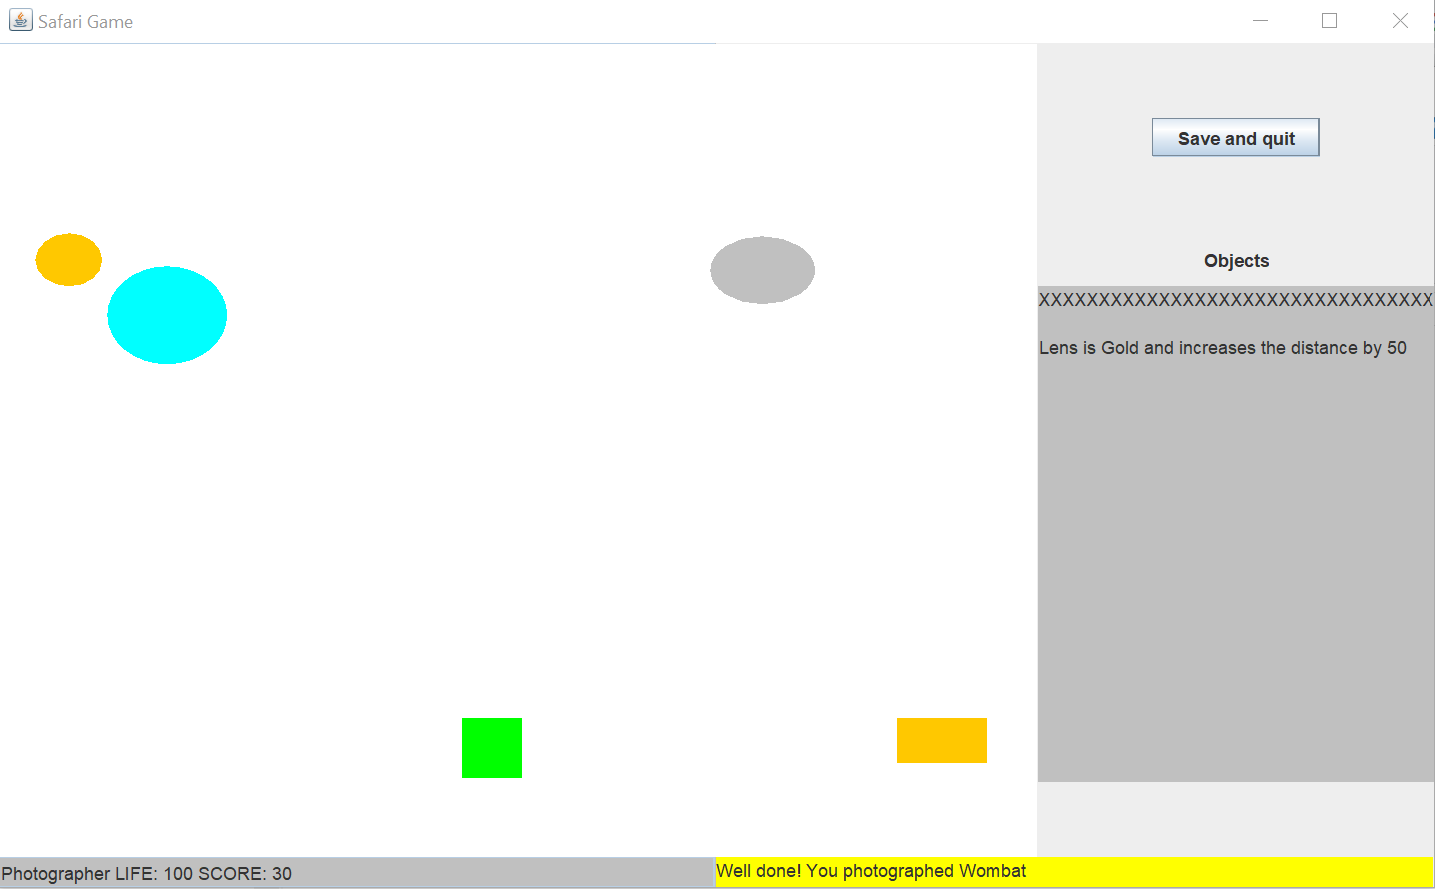 Safari Game
Save and quit
Objects
XXXXXXXXXXXXXXXXXXXXXXXXXXXXXXXXX
Lens is Gold and increases the distance by 50
Photographer LIFE: 100 SCORE: 30
Well done! You photographed Wombat